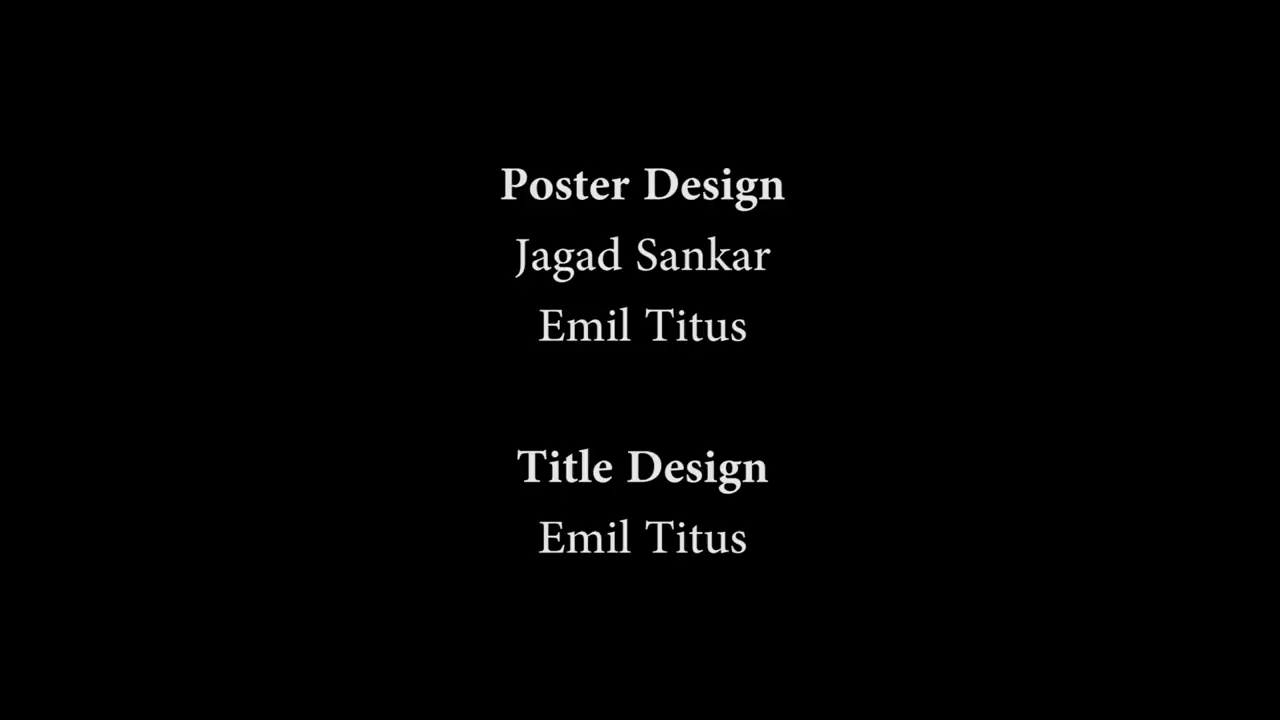 Poster Design
Jagad Sankar
Emil Titus
Title Design
Emil Titus